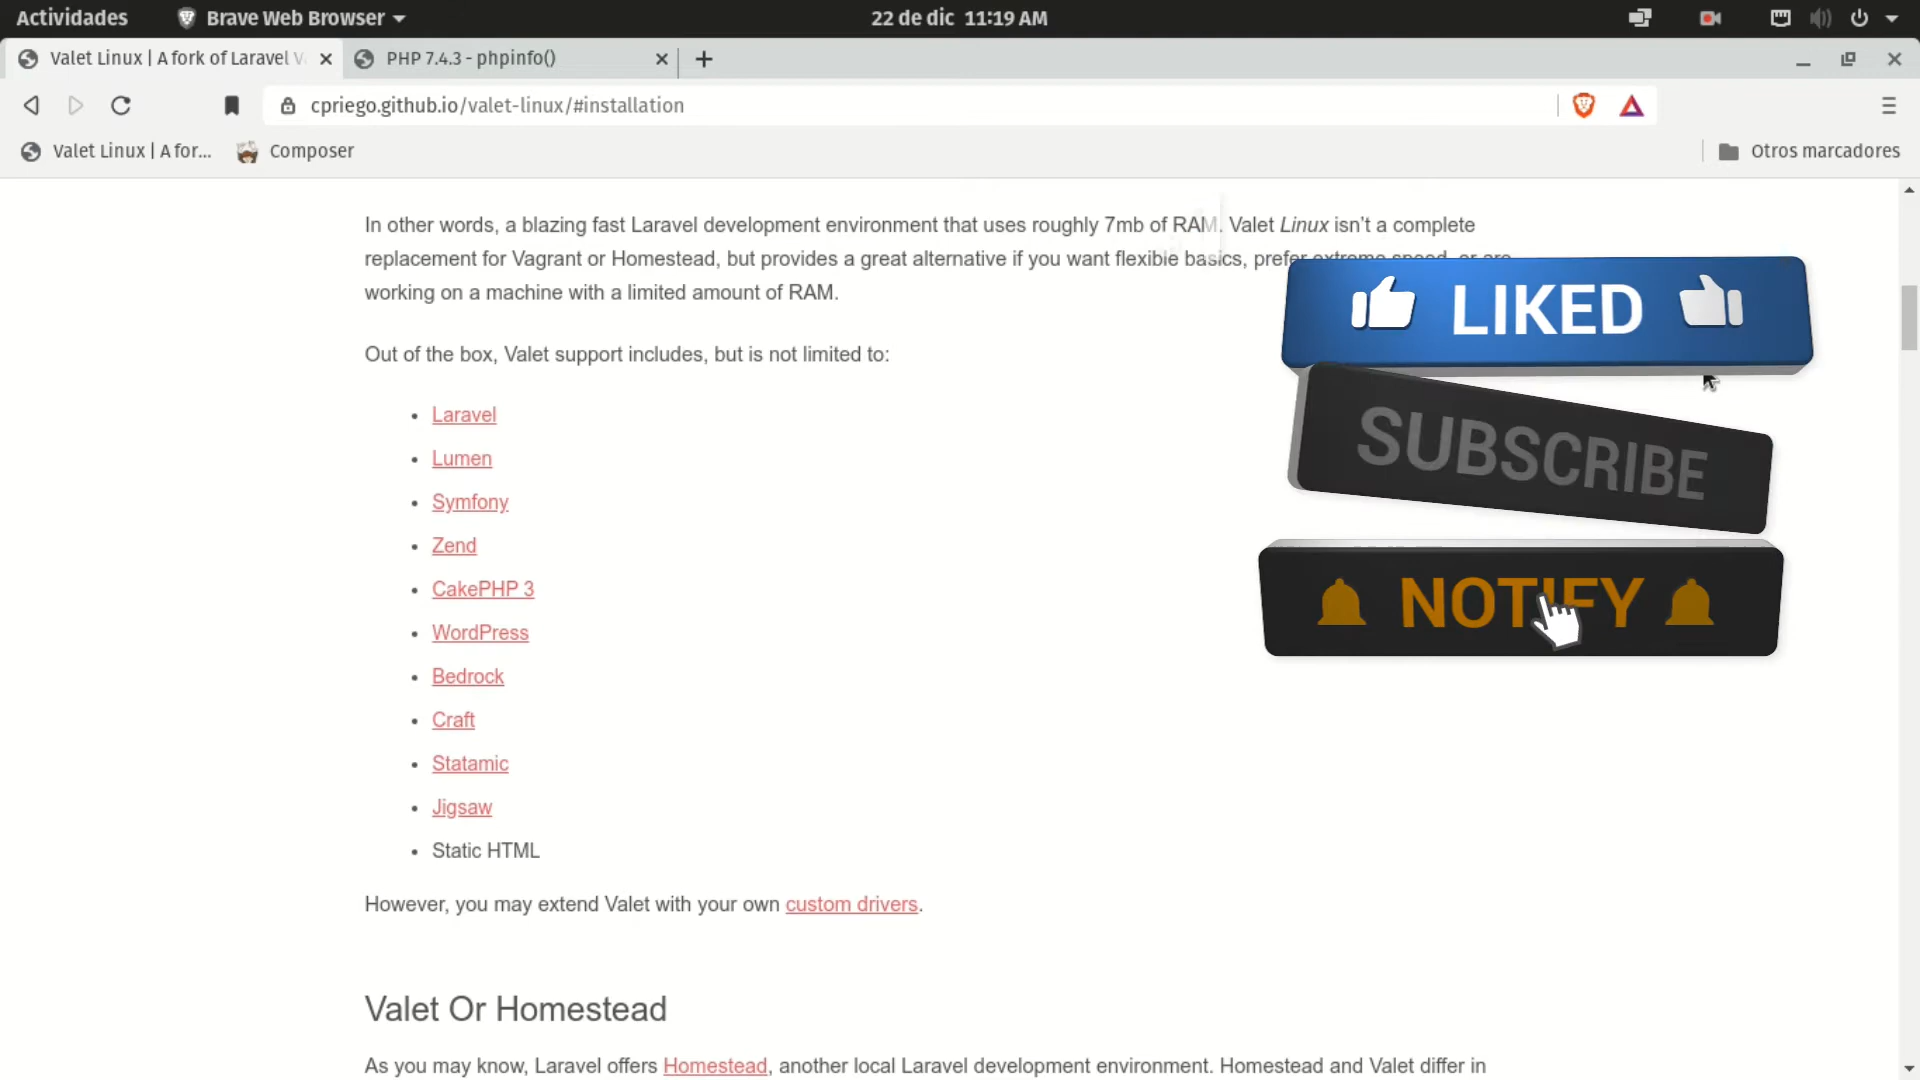 Actividades
Brave Web Browser
22 de dic 11:19 AM
Valet Linux | A fork of Laravel V
PHP 7.4.3 - phpinfo()
cpriego.github.io/valet-linux/#installation
Valet Linux | A for...
Composer
Otros marcadores
In other words, a blazing fast Laravel development environment that uses roughly 7mb of RAM. Valet Linux isn't a complete
replacement for Vagrant or Homestead, but provides a great alternative if you want flexible basics, prefer extreme speed, or are
working on a machine with a limited amount of RAM.
Out of the box, Valet support includes, but is not limited to:
• Laravel
• Lumen
• Symfony
• Zend
• CakePHP 3
• WordPress
• Bedrock
• Craft
• Statamic
• Jigsaw
• Static HTML
However, you may extend Valet with your own custom drivers.
Valet Or Homestead
As you may know, Laravel offers Homestead, another local Laravel development environment. Homestead and Valet differ in
LIKED
SUBSCRIBE
NOTIFY